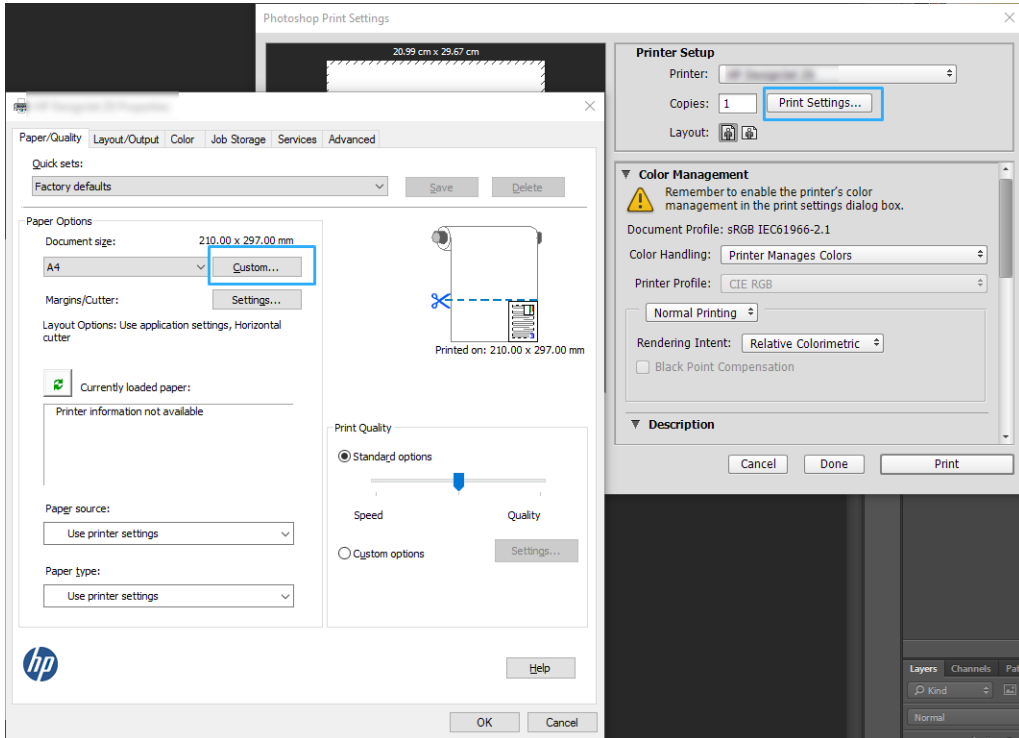 Photoshop Print Settings
20.99 cm x 29.67 cm
Printer Setup
Printer:
Copies: 1 Print Settings...
Layout:
Color Management
Remember to enable the printer's color
management in the print settings dialog box.
Document Profile: sRGB IEC61966-2.1
Color Handling: Printer Manages Colors
Printer Profile: CIE RGB
Normal Printing
Rendering Intent: Relative Colorimetric
Black Point Compensation
Description
Cancel Done Print
Paper/Quality Layout/Output Color Job Storage Services Advanced
Quick sets:
Factory defaults Save Delete
Paper Options
Document size: 210.00 x 297.00 mm
A4 Custom...
Margins/Cutter: Settings...
Layout Options: Use application settings, Horizontal
cutter
Printed on: 210.00 x 297.00 mm
Currently loaded paper:
Printer information not available
Paper source:
Use printer settings
Paper type:
Use printer settings
Print Quality
Standard options
Speed Quality
Custom options Settings...
hp
Help
OK Cancel
Layers Channels Pat
Kind
Normal